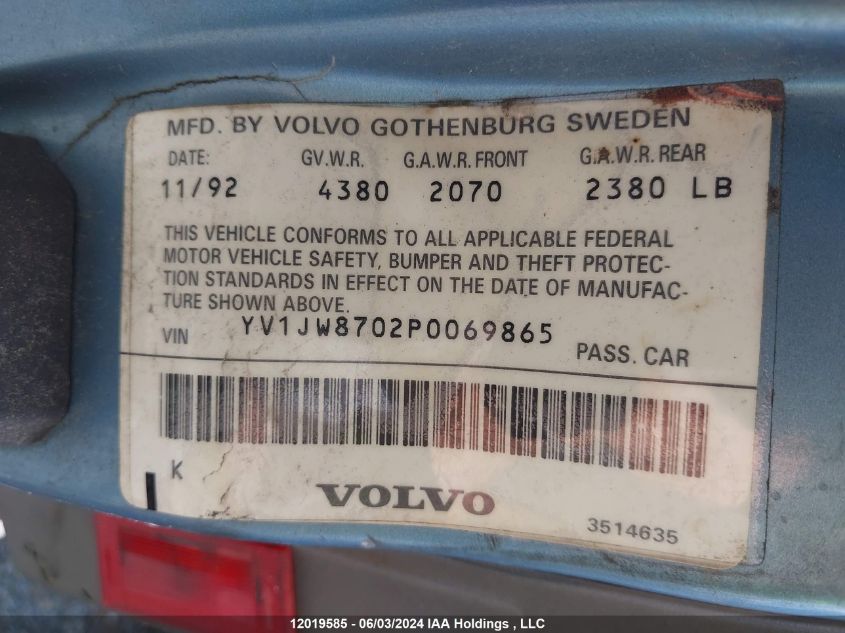 MFD. BY VOLVO GOTHENBURG SWEDEN
DATE: GV.W.R. G.A.W.R. FRONT G.A.W.R. REAR
11/92 4380 2070 2380 LB
THIS VEHICLE CONFORMS TO ALL APPLICABLE FEDERAL
MOTOR VEHICLE SAFETY, BUMPER AND THEFT PROTEC-
TION STANDARDS IN EFFECT ON THE DATE OF MANUFAC-
TURE SHOWN ABOVE.
VIN YV1JW8702P0069865 PASS. CAR
K
VOLVO
3514635
12019585 - 06/03/2024 IAA Holdings , LLC